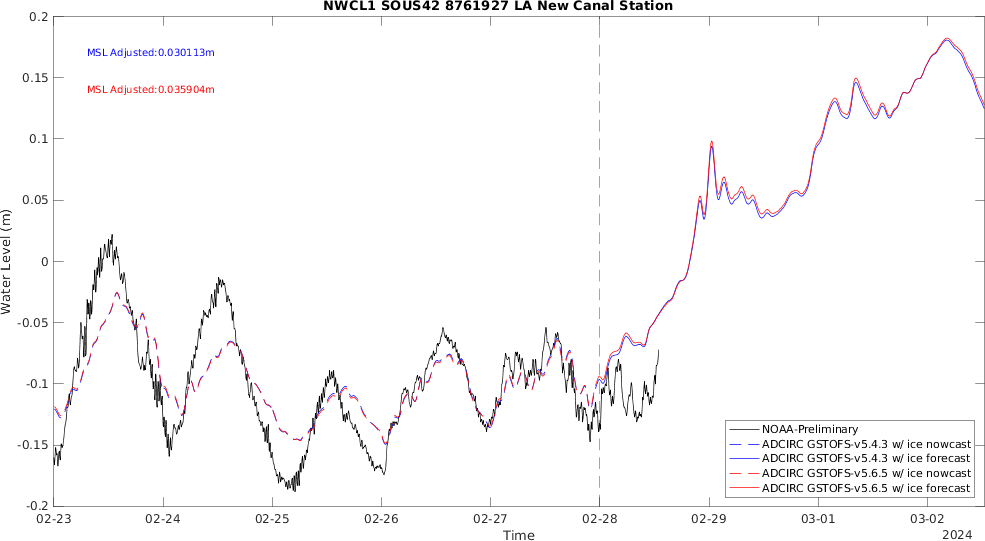 NWCL1 SOUS42 8761927 LA New Canal Station
MSL Adjusted:0.030113m
MSL Adjusted:0.035904m
Water Level (m)
0.2
0.15
0.1
0.05
0
-0.05
-0.1
-0.15
-0.2
02-23
02-24
02-25
02-26
02-27
02-28
02-29
03-01
03-02
Time
2024
NOAA-Preliminary
ADCIRC GSTOFS-v5.4.3 w/ ice nowcast
ADCIRC GSTOFS-v5.4.3 w/ ice forecast
ADCIRC GSTOFS-v5.6.5 w/ ice nowcast
ADCIRC GSTOFS-v5.6.5 w/ ice forecast